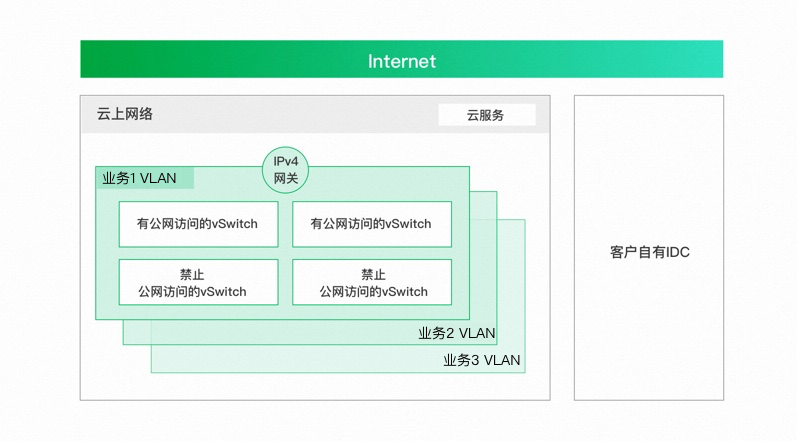 Internet
云上网络
云服务
IPv4
网关
业务1 VLAN
有公网访问的vSwitch
有公网访问的vSwitch
禁止
公网访问的vSwitch
禁止
公网访问的vSwitch
业务2 VLAN
业务3 VLAN
客户自有IDC